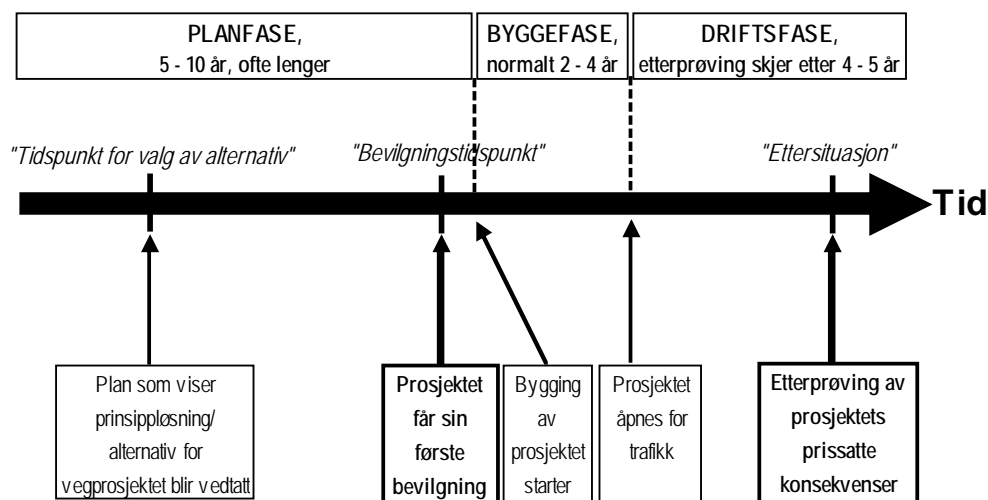 PLANFASE,
5 - 10 år, ofte lenger
BYGGEFASE,
normalt 2 - 4 år
DRIFTSFASE,
etterprøving skjer etter 4 - 5 år
"Tidspunkt for valg av alternativ"
"Bevilgningstidspunkt"
"Ettersituasjon"
Tid
Plan som viser
prinsippløsning/
alternativ for
vegprosjektet blir vedtatt
Prosjektet
får sin
første
bevilgning
Bygging
av
prosjektet
starter
Prosjektet
åpnes for
trafikk
Etterprøving av
prosjektets
prissatte
konsekvenser